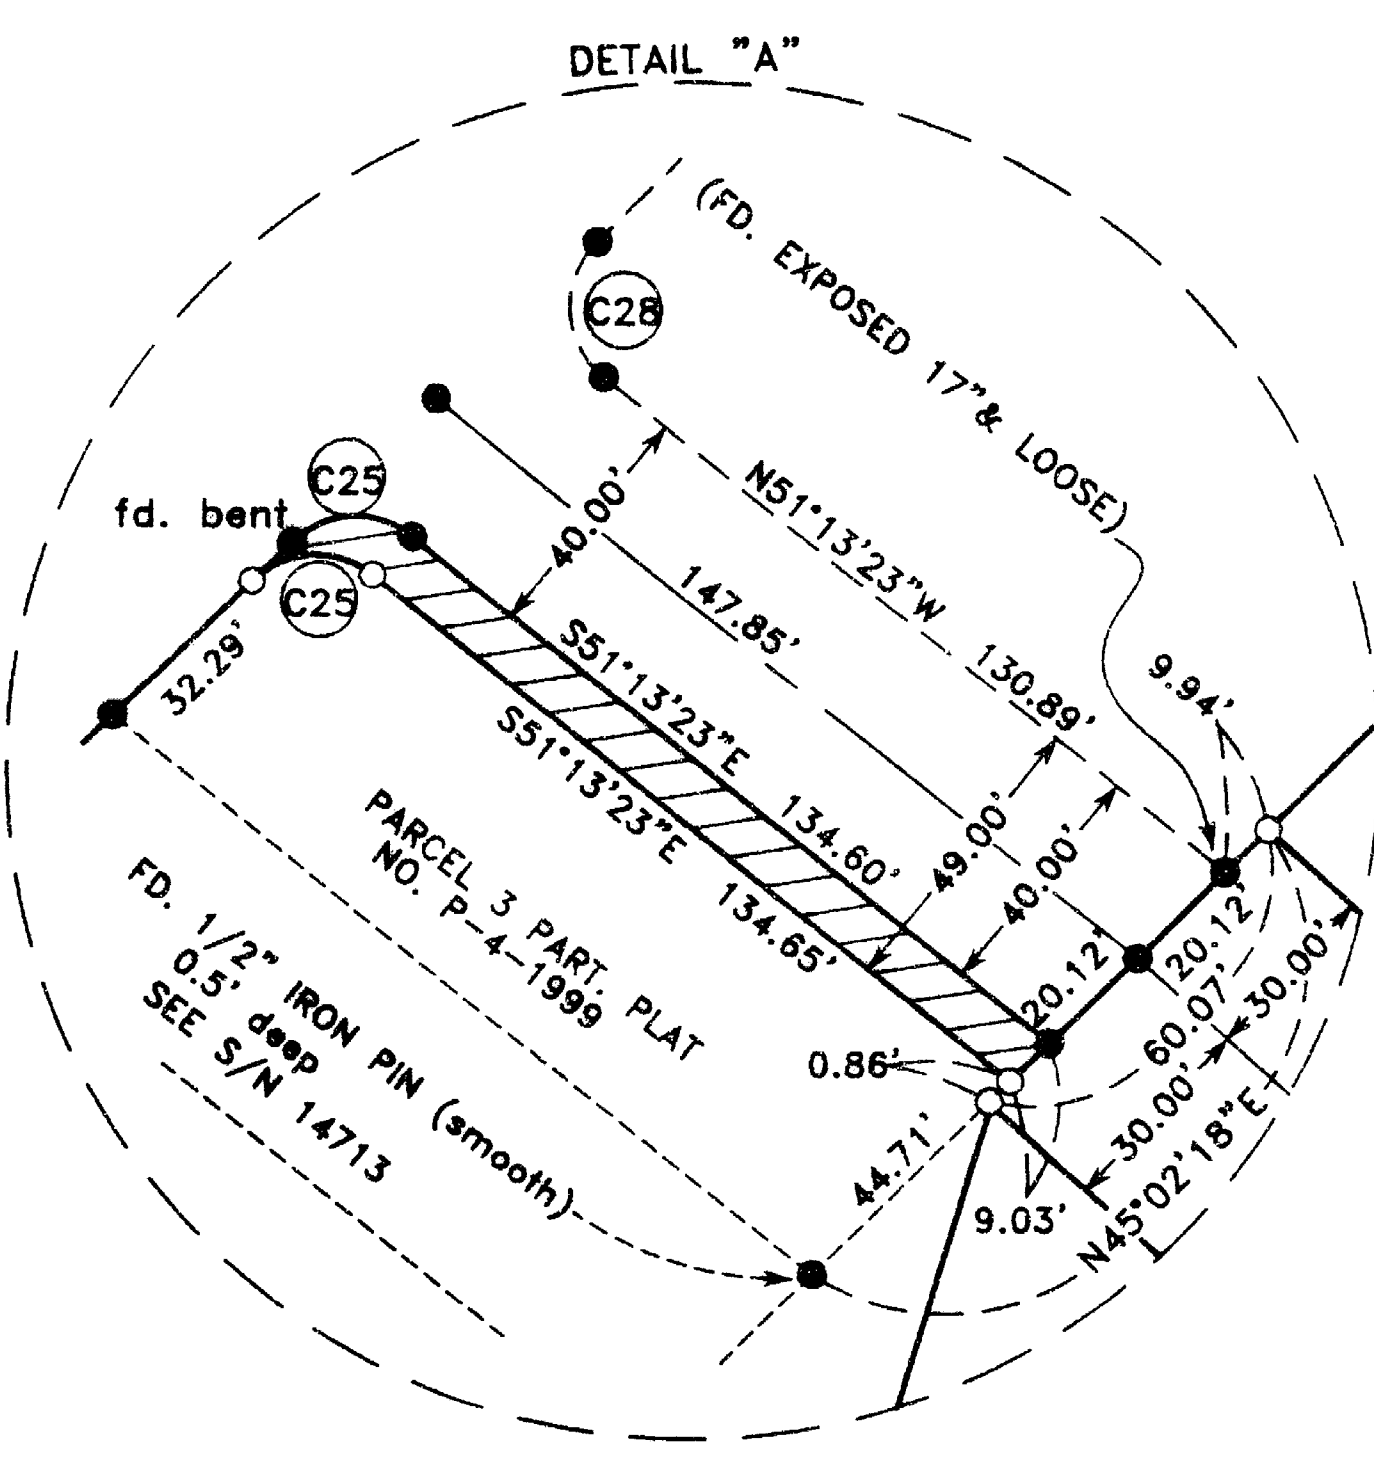 DETAIL "A"
(FD. EXPOSED 17"& LOOSE)
C28
C25
fd. bent
40.00'
N51°13'23"W 130.89'
147.85'
C25
32.29'
S51°13'23"E 134.60'
S51°13'23"E 134.65'
9.94'
49.00'
40.00'
20.12'
20.12'
PARCEL 3 PART. PLAT
NO. P-4-1999
FD. 1/2" IRON PIN (smooth)
0.5' deep
SEE S/N 14713
0.86'
60.07'
30.00'
30.00'
44.71'
9.03'
N45°02'18"E